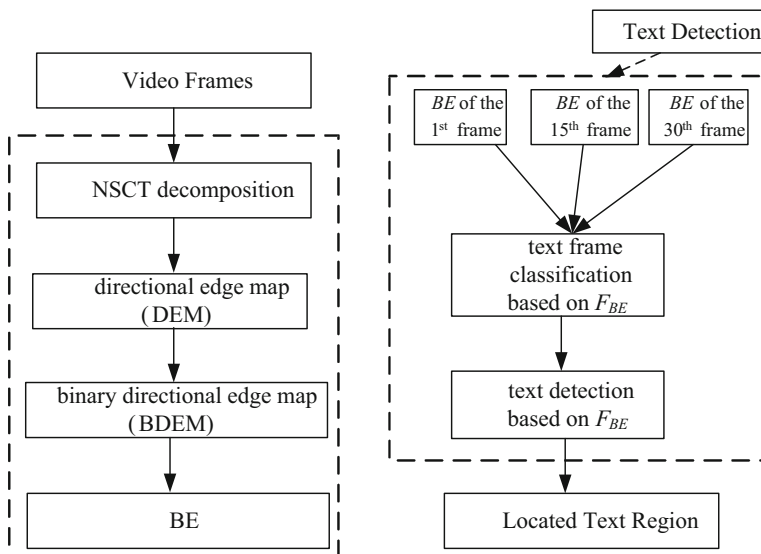 Video Frames
NSCT decomposition
directional edge map
(DEM)
binary directional edge map
(BDEM)
BE
Text Detection
BE of the
1st frame
BE of the
15th frame
BE of the
30th frame
text frame
classification
based on FBE
text detection
based on FBE
Located Text Region